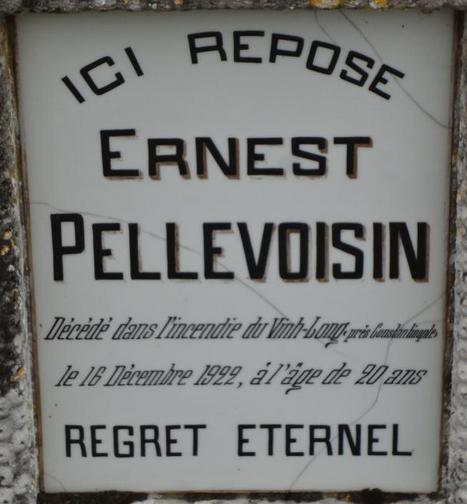 ICI REPOSE
ERNEST
PELLEVOISIN
Décédé dans l'incendie du Vinh-Long, près Constantinople,
le 16 Décembre 1922, à l'âge de 20 ans
REGRET ETERNEL